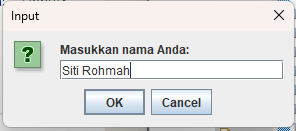 Input
Masukkan nama Anda:
Siti Rohmah
OK Cancel